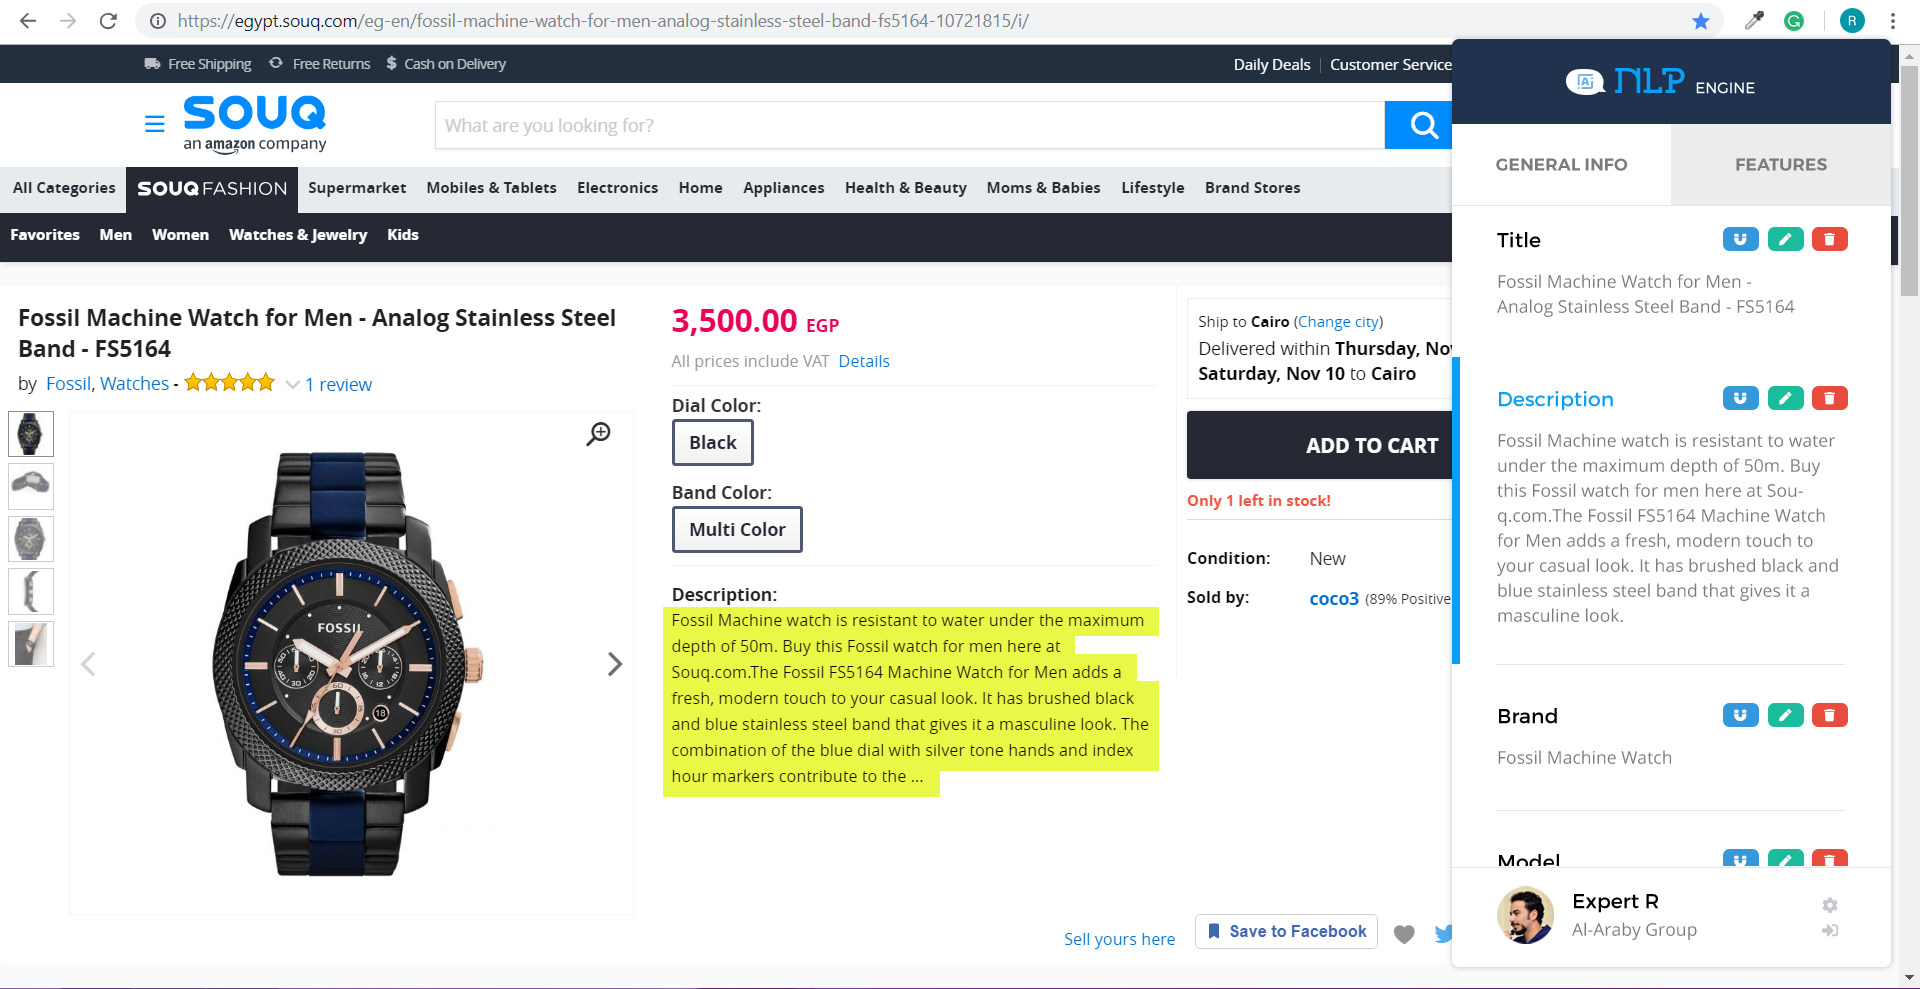 https://egypt.souq.com/eg-en/fossil-machine-watch-for-men-analog-stainless-steel-band-fs5164-10721815/i/
R
Free Shipping Free Returns $ Cash on Delivery
Daily Deals Customer Service
SOUQ
an amazon company
What are you looking for?
All Categories SOUQ FASHION Supermarket Mobiles & Tablets Electronics Home Appliances Health & Beauty Moms & Babies Lifestyle Brand Stores
Favorites Men Women Watches & Jewelry Kids
Fossil Machine Watch for Men - Analog Stainless Steel
Band - FS5164
by Fossil, Watches - 1 review
FOSSIL
18
3,500.00 EGP
All prices include VAT Details
Dial Color:
Black
Band Color:
Multi Color
Description:
Fossil Machine watch is resistant to water under the maximum
depth of 50m. Buy this Fossil watch for men here at
Souq.com.The Fossil FS5164 Machine Watch for Men adds a
fresh, modern touch to your casual look. It has brushed black
and blue stainless steel band that gives it a masculine look. The
combination of the blue dial with silver tone hands and index
hour markers contribute to the ...
Ship to Cairo (Change city)
Delivered within Thursday, Nov
Saturday, Nov 10 to Cairo
ADD TO CART
Only 1 left in stock!
Condition: New
Sold by: coco3 (89% Positive
Sell yours here
Save to Facebook
Ai NLP ENGINE
GENERAL INFO FEATURES
Title
Fossil Machine Watch for Men -
Analog Stainless Steel Band - FS5164
Description
Fossil Machine watch is resistant to water
under the maximum depth of 50m. Buy
this Fossil watch for men here at Sou-
q.com.The Fossil FS5164 Machine Watch
for Men adds a fresh, modern touch to
your casual look. It has brushed black and
blue stainless steel band that gives it a
masculine look.
Brand
Fossil Machine Watch
Model
Expert R
Al-Araby Group